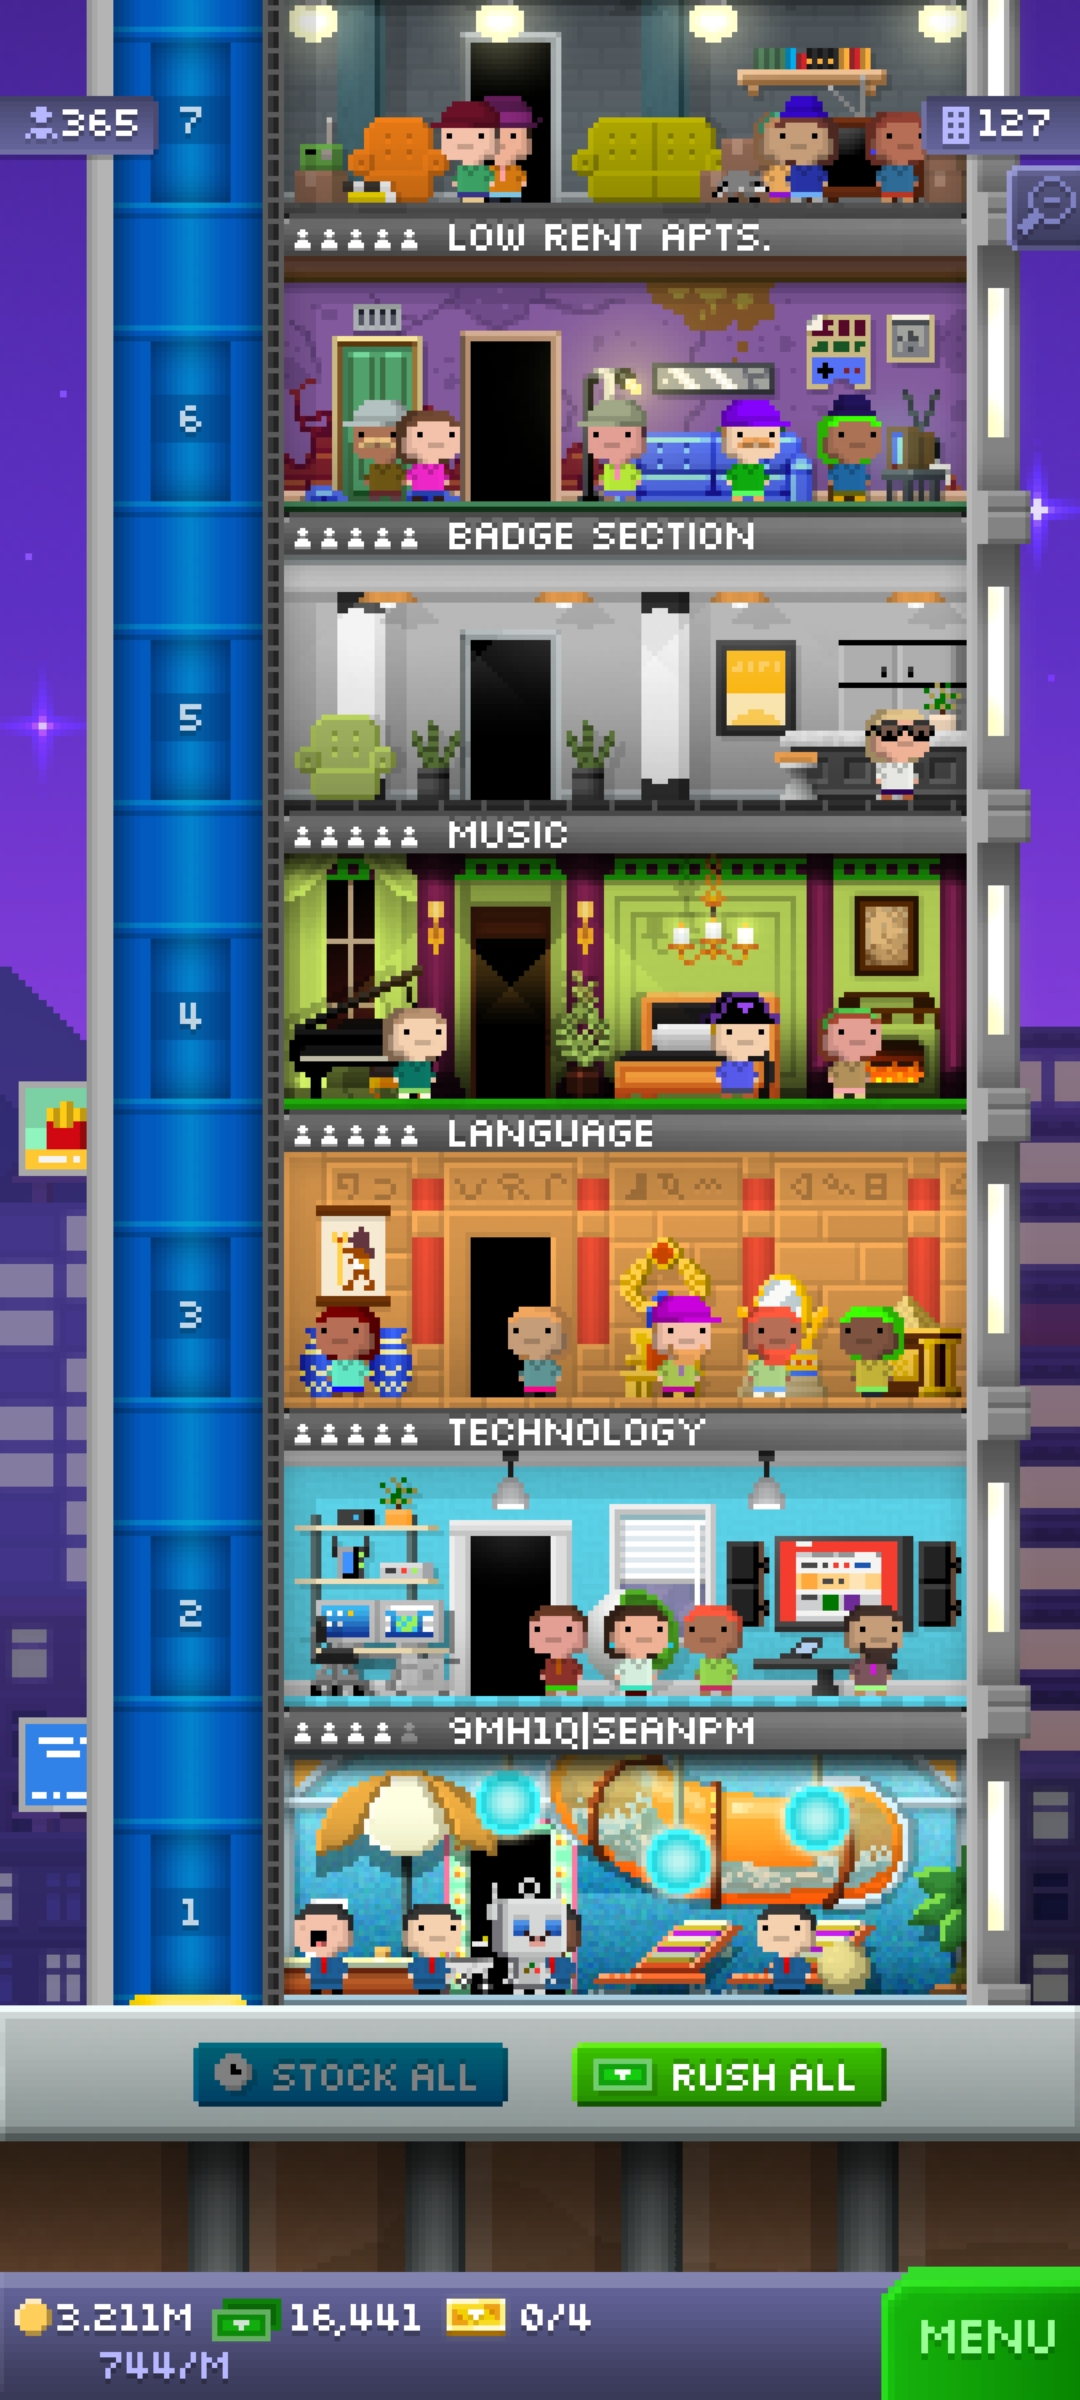 365
7
127
LOW RENT APTS.
6
BADGE SECTION
5
MUSIC
4
LANGUAGE
3
TECHNOLOGY
2
9MH1Q|SEANPM
1
STOCK ALL
RUSH ALL
3.211M
16,441
0/4
744/M
MENU